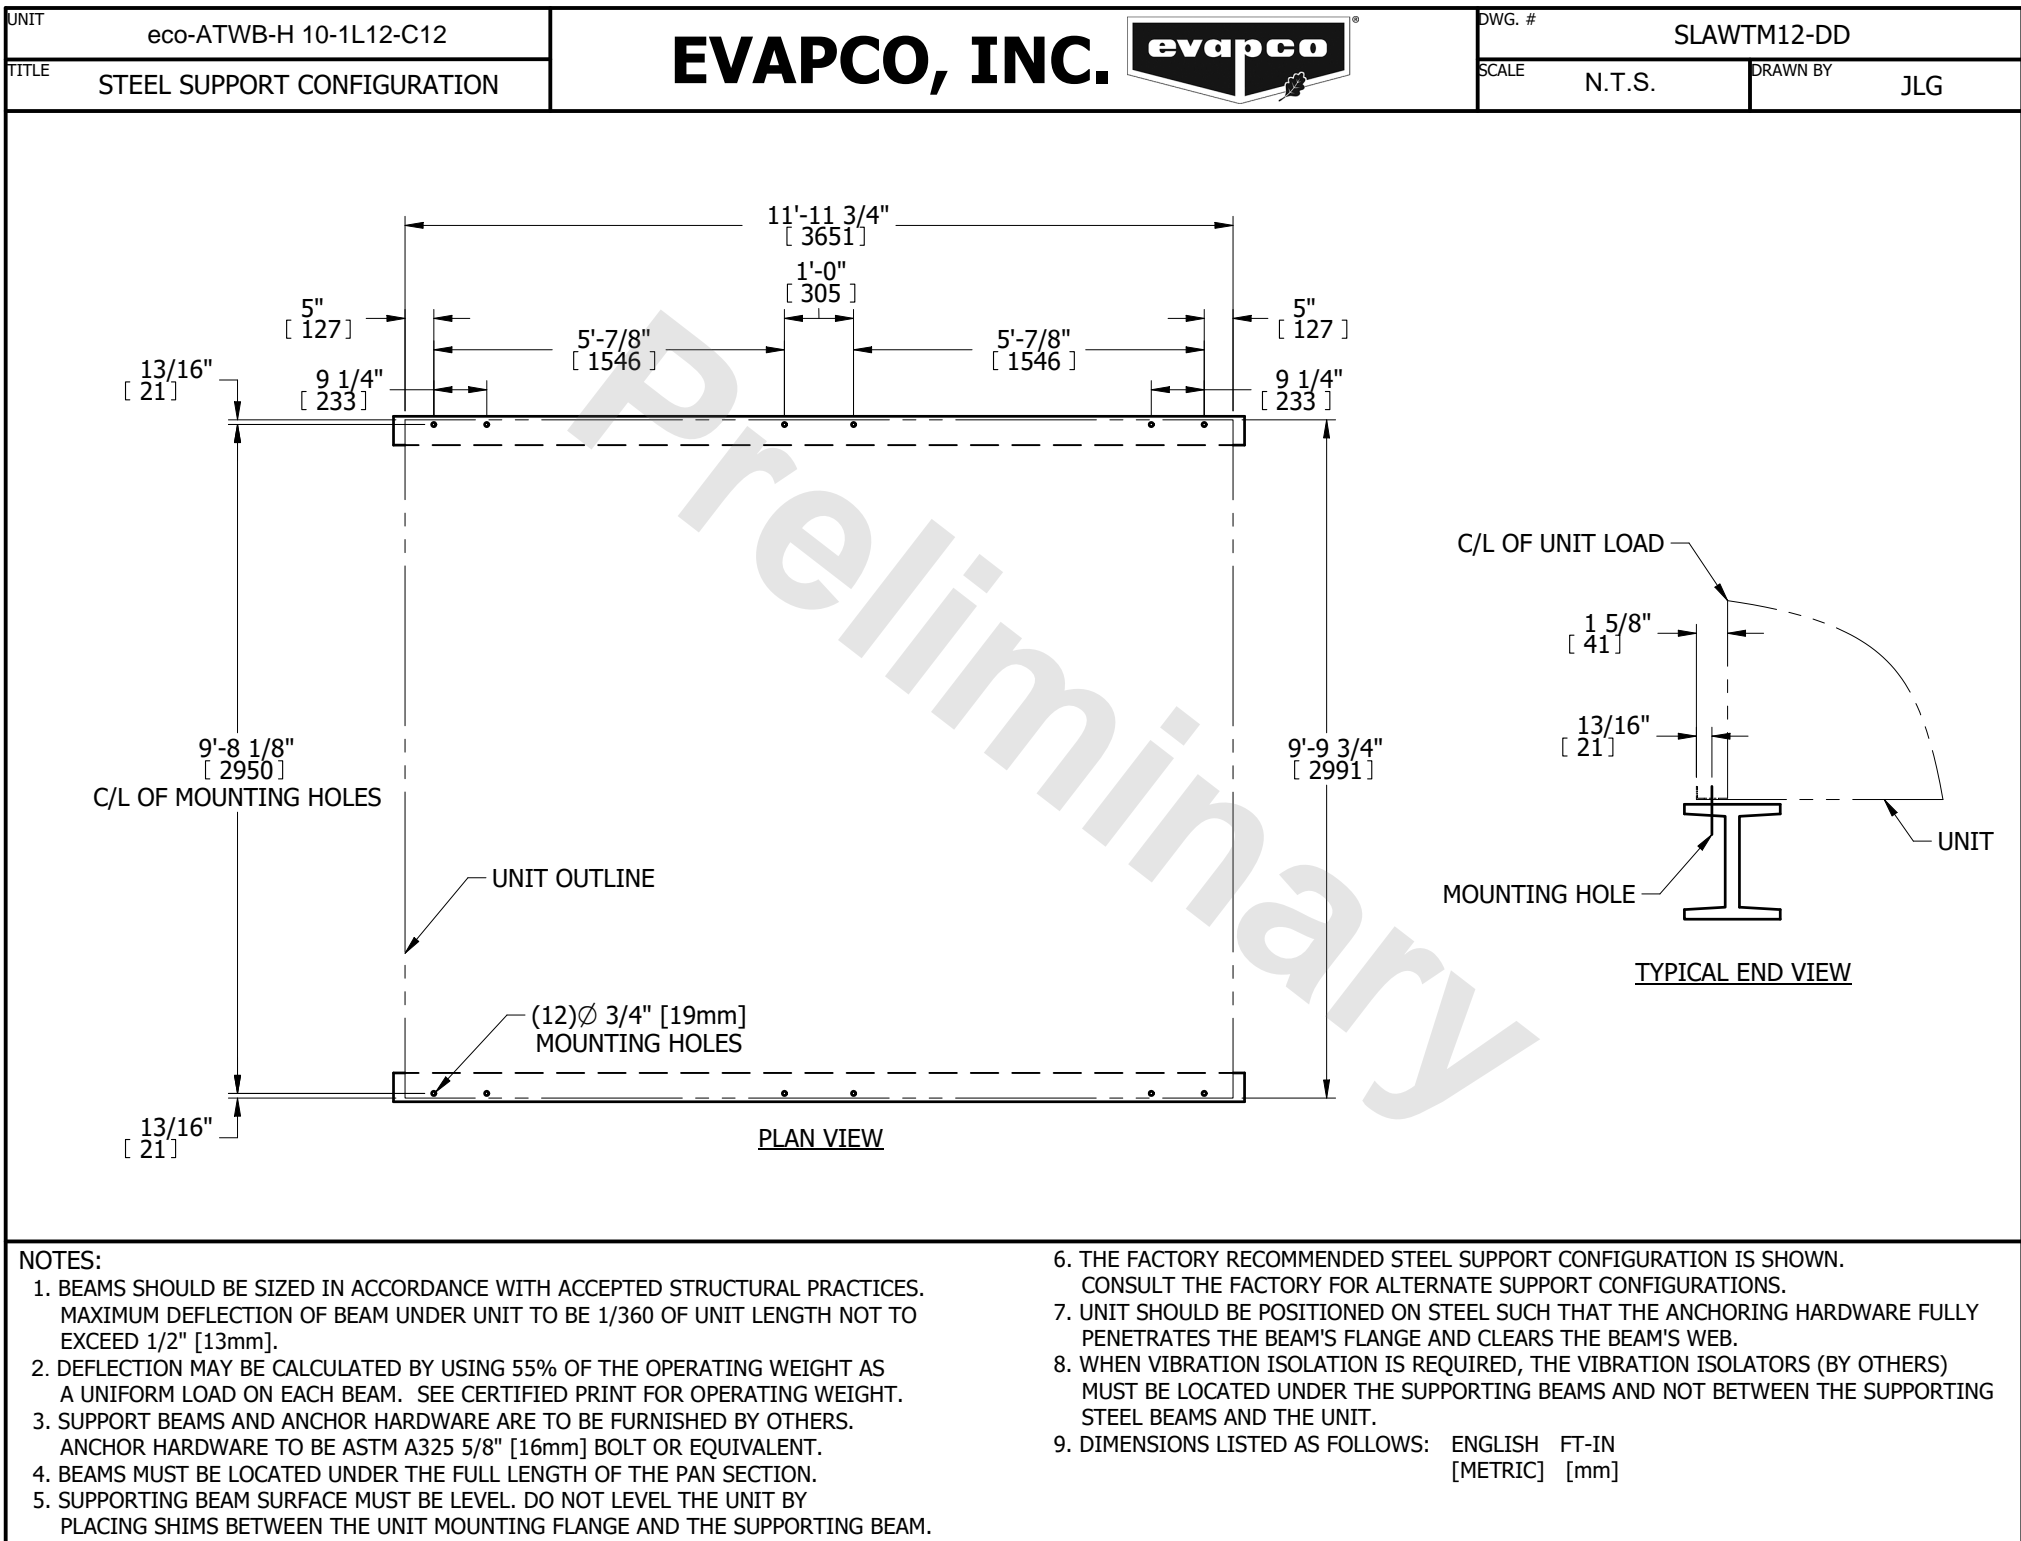 UNIT
eco-ATWB-H 10-1L12-C12
TITLE
STEEL SUPPORT CONFIGURATION
EVAPCO, INC.
evapco
®
DWG. #
SLAWTM12-DD
SCALE
N.T.S.
DRAWN BY
JLG
11'-11 3/4"
[ 3651]
1'-0"
[ 305 ]
5"
[ 127]
5"
[ 127 ]
5'-7/8"
[ 1546 ]
5'-7/8"
[ 1546 ]
13/16"
[ 21]
9 1/4"
[ 233]
9 1/4"
[ 233 ]
Preliminary
C/L OF UNIT LOAD
1 5/8"
[ 41]
13/16"
[ 21]
9'-8 1/8"
[ 2950]
C/L OF MOUNTING HOLES
9'-9 3/4"
[ 2991]
UNIT
MOUNTING HOLE
UNIT OUTLINE
TYPICAL END VIEW
(12)∅ 3/4" [19mm]
MOUNTING HOLES
13/16"
[ 21]
PLAN VIEW
NOTES:
1. BEAMS SHOULD BE SIZED IN ACCORDANCE WITH ACCEPTED STRUCTURAL PRACTICES.
MAXIMUM DEFLECTION OF BEAM UNDER UNIT TO BE 1/360 OF UNIT LENGTH NOT TO
EXCEED 1/2" [13mm].
2. DEFLECTION MAY BE CALCULATED BY USING 55% OF THE OPERATING WEIGHT AS
A UNIFORM LOAD ON EACH BEAM. SEE CERTIFIED PRINT FOR OPERATING WEIGHT.
3. SUPPORT BEAMS AND ANCHOR HARDWARE ARE TO BE FURNISHED BY OTHERS.
ANCHOR HARDWARE TO BE ASTM A325 5/8" [16mm] BOLT OR EQUIVALENT.
4. BEAMS MUST BE LOCATED UNDER THE FULL LENGTH OF THE PAN SECTION.
5. SUPPORTING BEAM SURFACE MUST BE LEVEL. DO NOT LEVEL THE UNIT BY
PLACING SHIMS BETWEEN THE UNIT MOUNTING FLANGE AND THE SUPPORTING BEAM.
6. THE FACTORY RECOMMENDED STEEL SUPPORT CONFIGURATION IS SHOWN.
CONSULT THE FACTORY FOR ALTERNATE SUPPORT CONFIGURATIONS.
7. UNIT SHOULD BE POSITIONED ON STEEL SUCH THAT THE ANCHORING HARDWARE FULLY
PENETRATES THE BEAM'S FLANGE AND CLEARS THE BEAM'S WEB.
8. WHEN VIBRATION ISOLATION IS REQUIRED, THE VIBRATION ISOLATORS (BY OTHERS)
MUST BE LOCATED UNDER THE SUPPORTING BEAMS AND NOT BETWEEN THE SUPPORTING
STEEL BEAMS AND THE UNIT.
9. DIMENSIONS LISTED AS FOLLOWS: ENGLISH FT-IN
[METRIC] [mm]